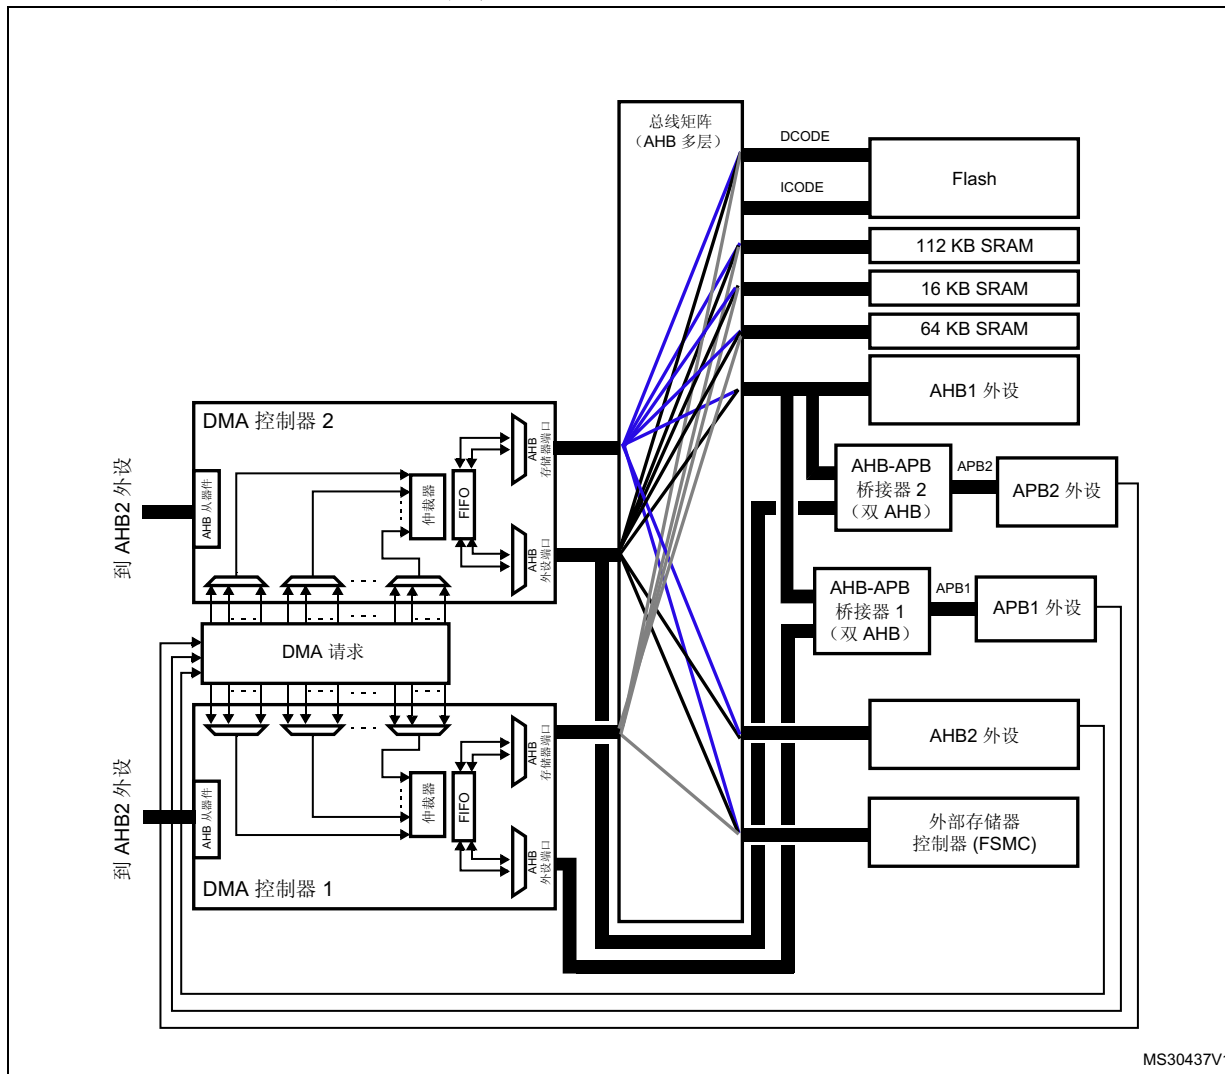 总线矩阵
（AHB 多层）
DCODE
ICODE
Flash
112 KB SRAM
16 KB SRAM
64 KB SRAM
AHB1 外设
DMA 控制器 2
AHB
存储器端口
到 AHB2 外设
AHB 从器件
仲裁器
FIFO
AHB
外设端口
AHB-APB
桥接器 2
（双 AHB）
APB2
APB2 外设
AHB-APB
桥接器 1
（双 AHB）
APB1
APB1 外设
DMA 请求
AHB
存储器端口
到 AHB2 外设
AHB 从器件
仲裁器
FIFO
AHB
外设端口
DMA 控制器 1
AHB2 外设
外部存储器
控制器 (FSMC)
MS30437V1